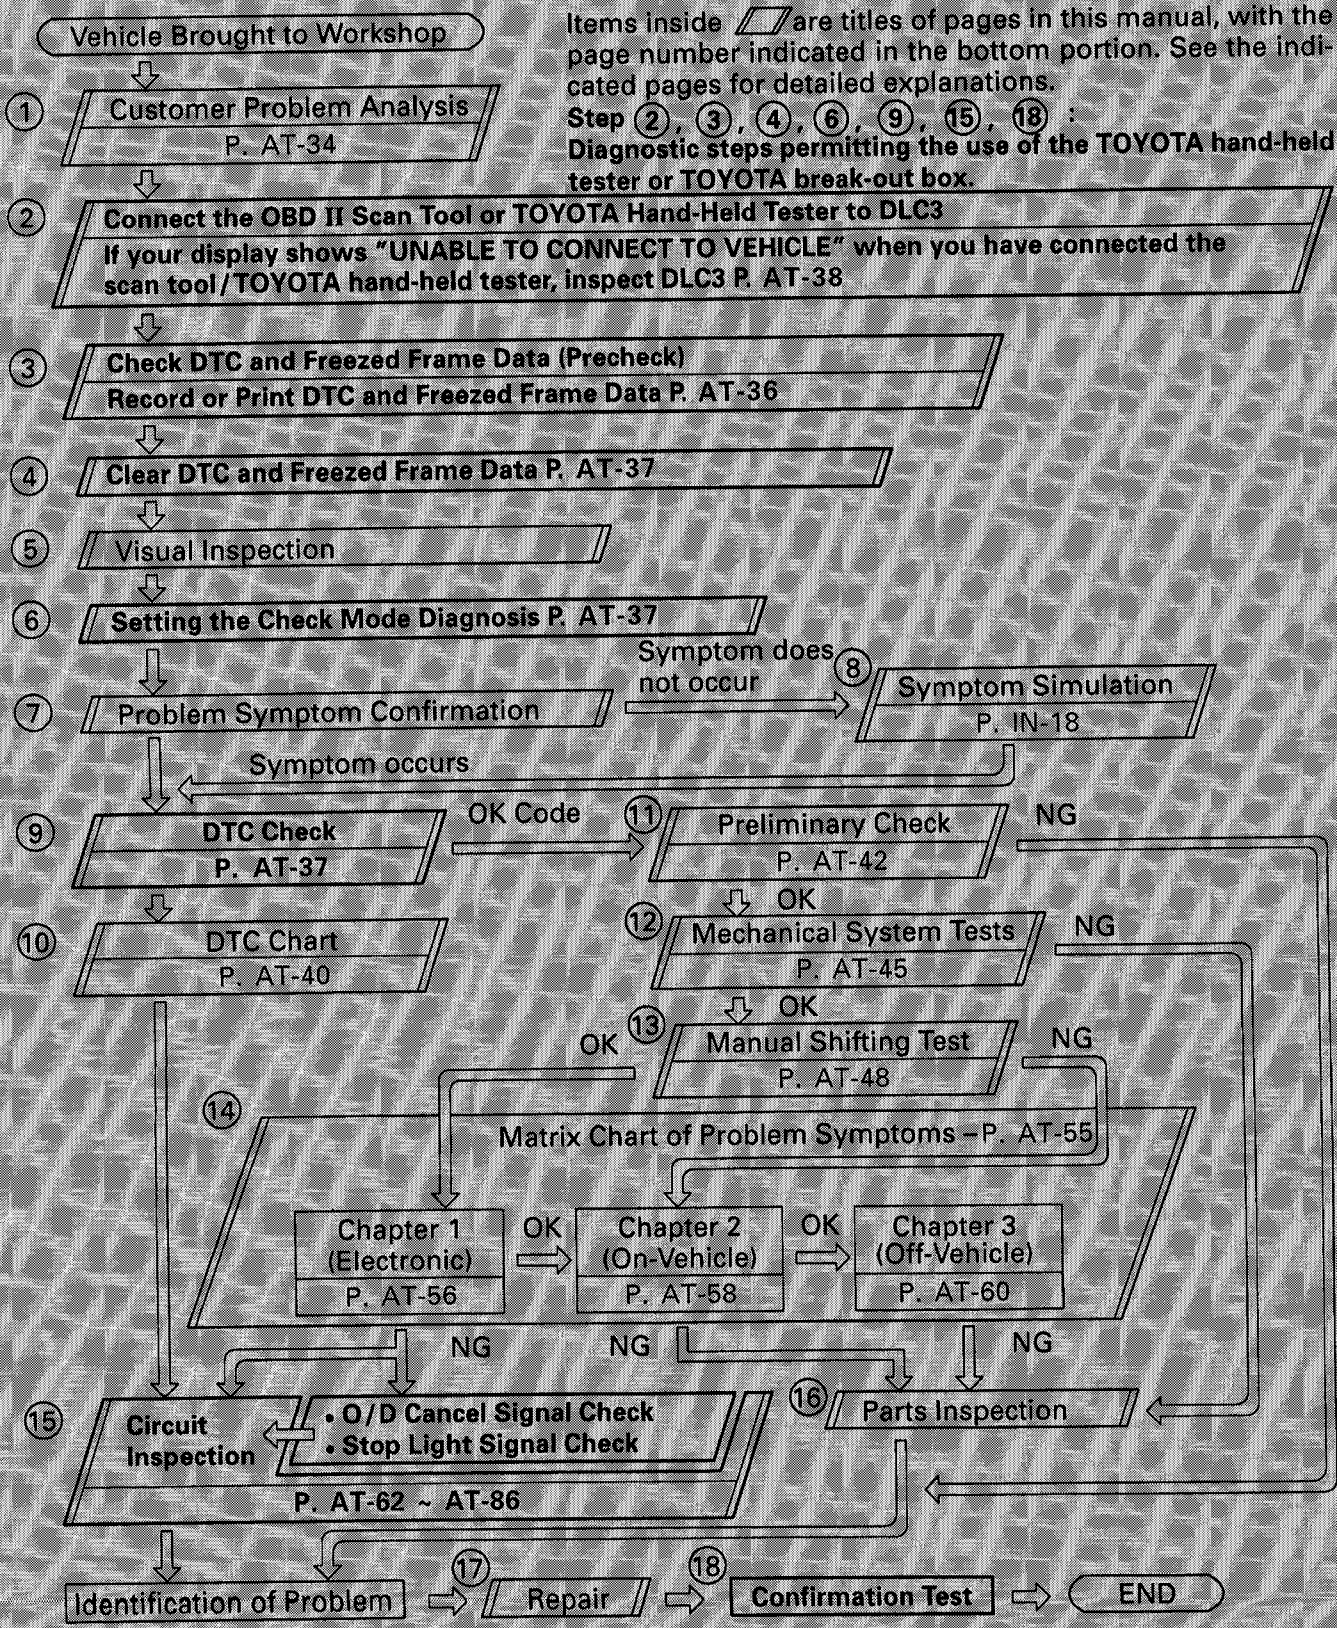 Vehicle Brought to Workshop
Items inside are titles of pages in this manual, with the
page number indicated in the bottom portion. See the indi-
cated pages for detailed explanations.
Step ②, ③, ④, ⑥, ⑨, ⑮, ⑱ :
Diagnostic steps permitting the use of the TOYOTA hand-held
tester or TOYOTA break-out box.
① Customer Problem Analysis
P. AT-34
② Connect the OBD II Scan Tool or TOYOTA Hand-Held Tester to DLC3
If your display shows "UNABLE TO CONNECT TO VEHICLE" when you have connected the
scan tool/TOYOTA hand-held tester, inspect DLC3 P. AT-38
③ Check DTC and Freezed Frame Data (Precheck)
Record or Print DTC and Freezed Frame Data P. AT-36
④ Clear DTC and Freezed Frame Data P. AT-37
⑤ Visual Inspection
⑥ Setting the Check Mode Diagnosis P. AT-37
Symptom does
not occur
⑦ Problem Symptom Confirmation
⑧ Symptom Simulation
P. IN-18
Symptom occurs
⑨ DTC Check
P. AT-37
OK Code
⑪ Preliminary Check
P. AT-42
NG
OK
⑩ DTC Chart
P. AT-40
⑫ Mechanical System Tests
P. AT-45
NG
OK
⑬ Manual Shifting Test
P. AT-48
OK
NG
⑭ Matrix Chart of Problem Symptoms – P. AT-55
Chapter 1
(Electronic)
P. AT-56
OK
Chapter 2
(On-Vehicle)
P. AT-58
OK
Chapter 3
(Off-Vehicle)
P. AT-60
NG
NG
NG
⑮ Circuit
Inspection
• O/D Cancel Signal Check
• Stop Light Signal Check
P. AT-62 ~ AT-86
⑯ Parts Inspection
Identification of Problem
⑰ Repair
⑱ Confirmation Test
END